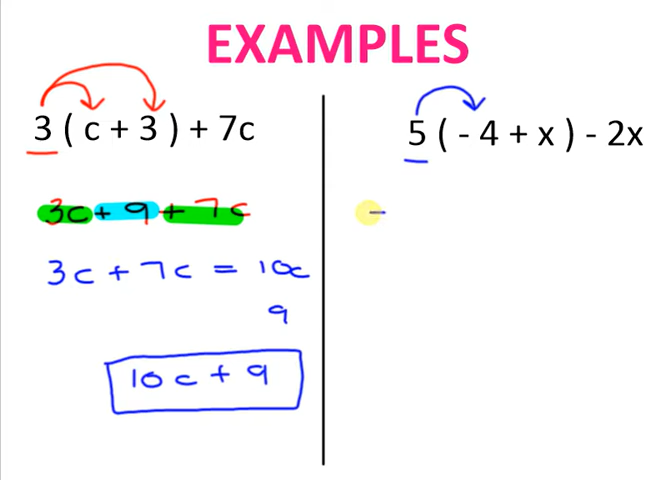 EXAMPLES
3 ( c + 3 ) + 7c
3c + 9 + 7c
3c + 7c = 10c
9
10c + 9
5 ( - 4 + x ) - 2x
-